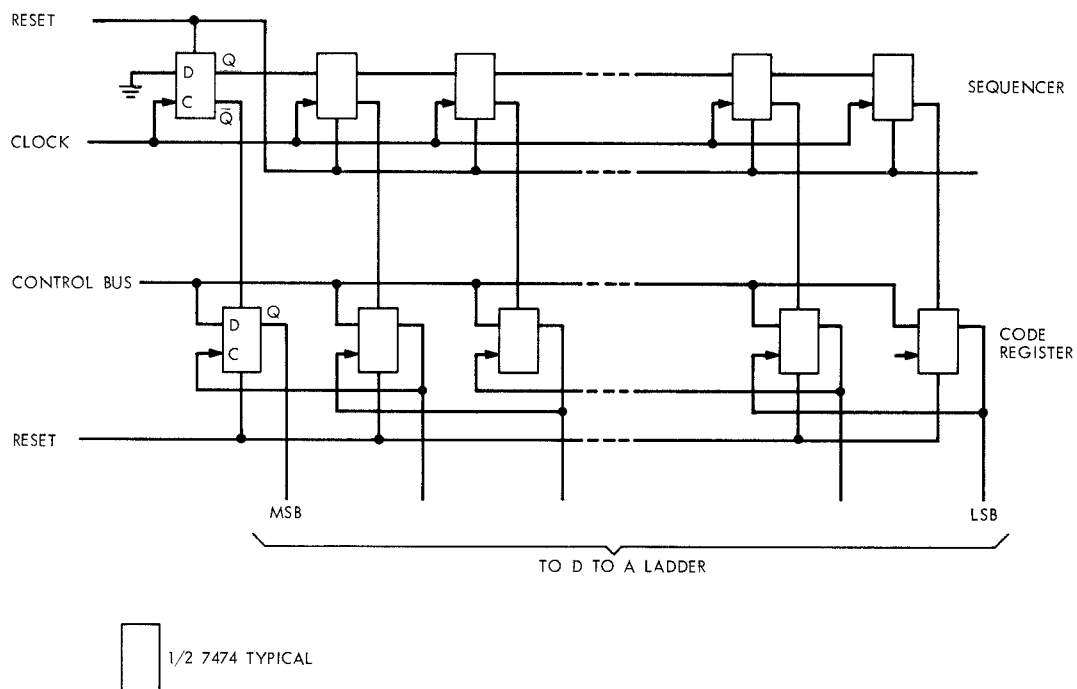 RESET
D
Q
C
Q̅
SEQUENCER
CLOCK
CONTROL BUS
D
Q
C
CODE
REGISTER
RESET
MSB
LSB
TO D TO A LADDER
1/2 7474 TYPICAL